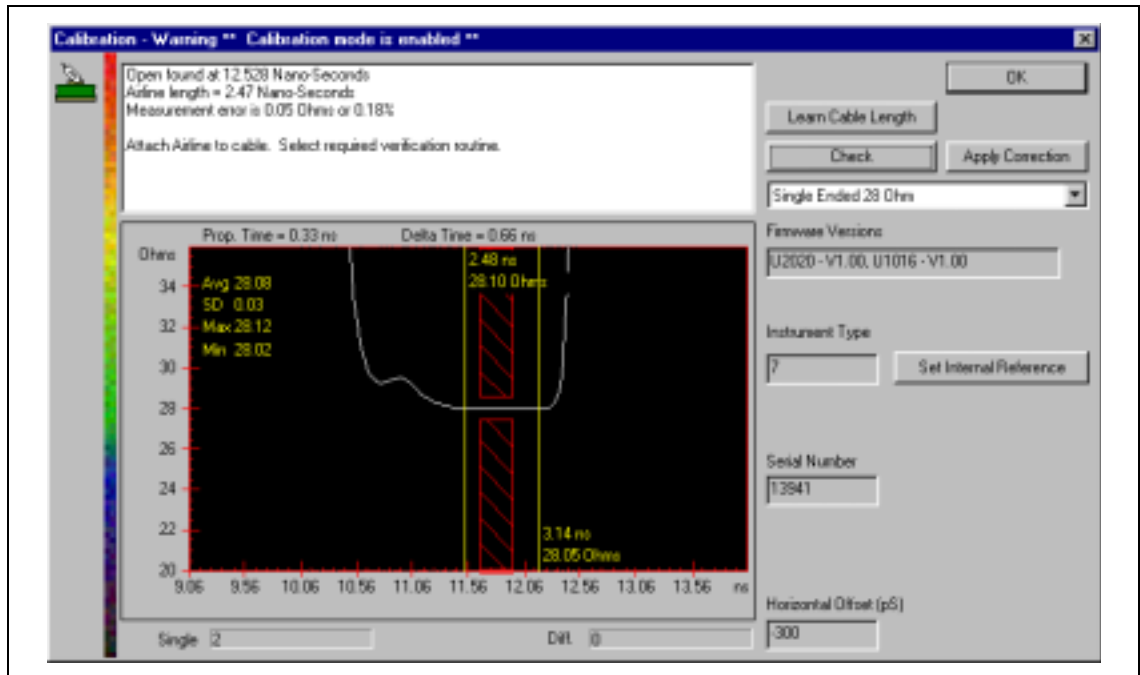 Calibration - Warning ** Calibration mode is enabled **
Open found at 12.528 Nano-Seconds
Airline length = 2.47 Nano-Seconds
Measurement error is 0.05 Ohms or 0.18%
Attach Airline to cable. Select required verification routine.
OK
Learn Cable Length
Check
Apply Correction
Single Ended 28 Ohm
Firmware Versions
U2020 - V1.00, U1016 - V1.00
Instrument Type
7
Set Internal Reference
Serial Number
13941
Horizontal Offset (pS)
-300
Prop. Time = 0.33 ns
Delta Time = 0.66 ns
Ohms
34
32
30
28
26
24
22
20
Avg 28.08
SD 0.03
Max 28.12
Min 28.02
2.48 ns
28.10 Ohms
3.14 ns
28.05 Ohms
9.06 9.56 10.06 10.56 11.06 11.56 12.06 12.56 13.06 13.56 ns
Single 2
Diff. 0